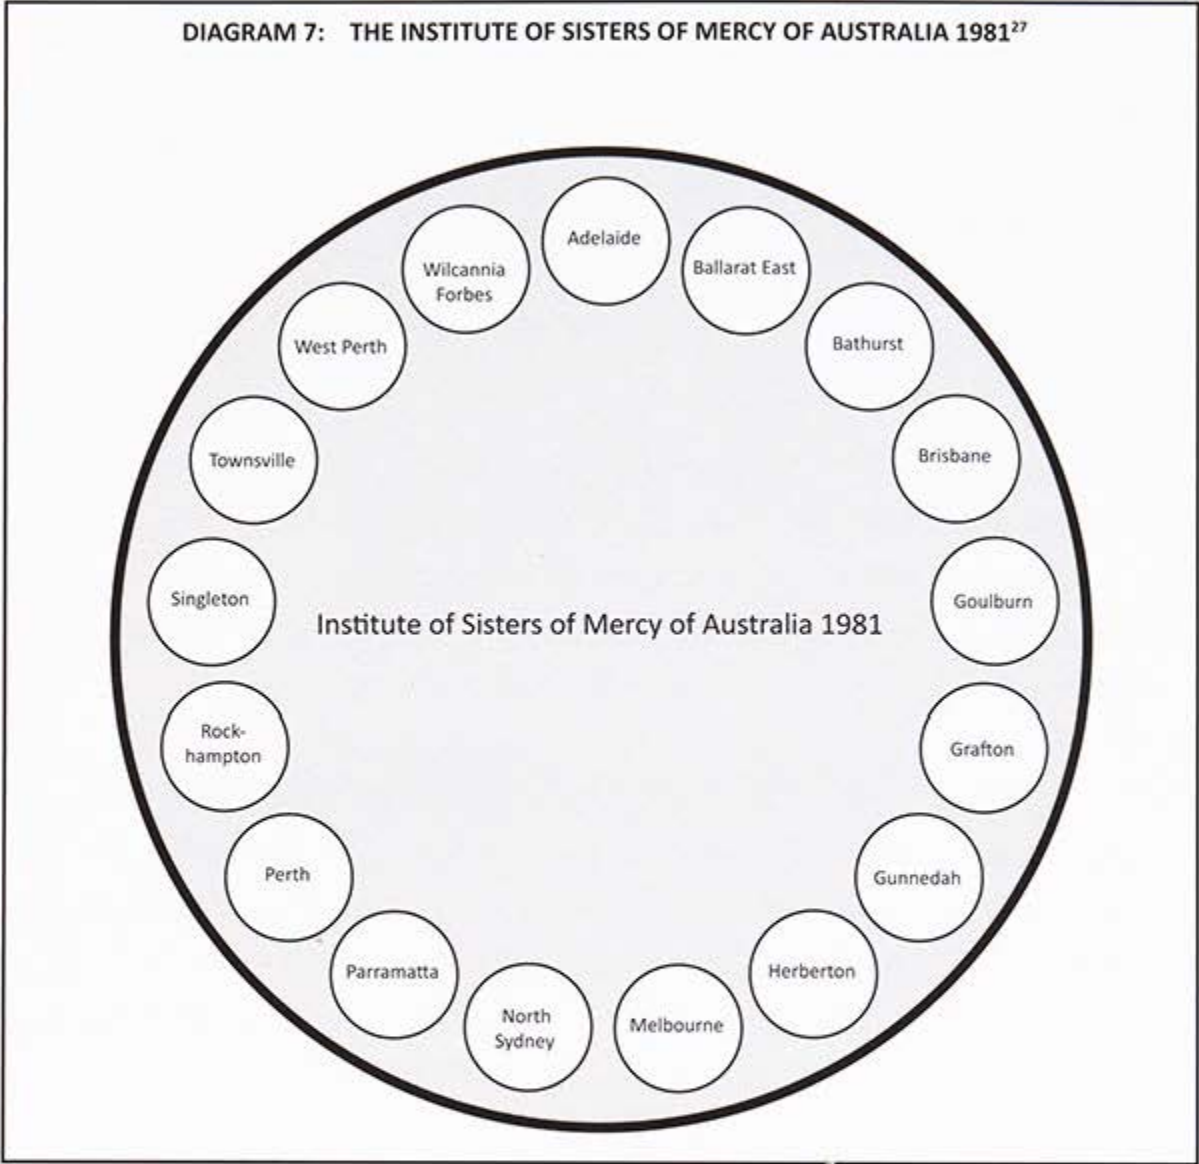 DIAGRAM 7: THE INSTITUTE OF SISTERS OF MERCY OF AUSTRALIA 1981²⁷
Adelaide
Ballarat East
Bathurst
Brisbane
Goulburn
Grafton
Gunnedah
Herberton
Melbourne
North
Sydney
Parramatta
Perth
Rock-
hampton
Singleton
Townsville
West Perth
Wilcannia
Forbes
Institute of Sisters of Mercy of Australia 1981